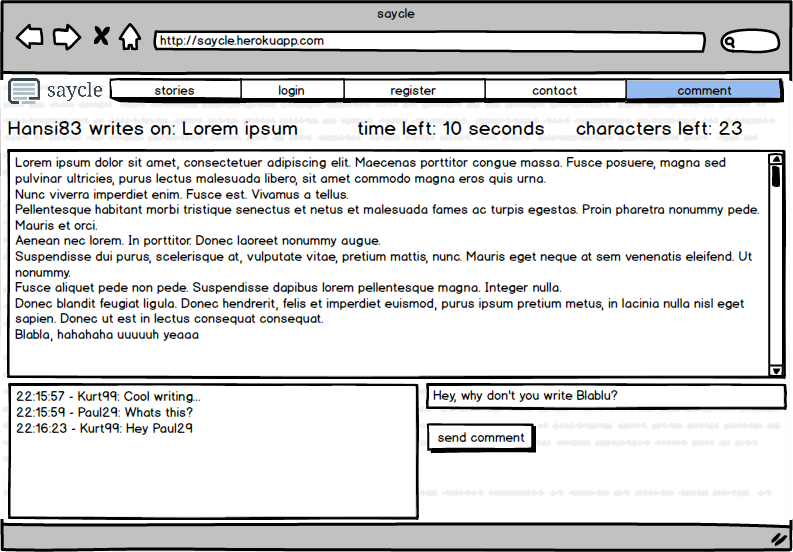 saycle
http://saycle.herokuapp.com
saycle stories login register contact comment
Hansi83 writes on: Lorem ipsum time left: 10 seconds characters left: 23
Lorem ipsum dolor sit amet, consectetuer adipiscing elit. Maecenas porttitor congue massa. Fusce posuere, magna sed
pulvinar ultricies, purus lectus malesuada libero, sit amet commodo magna eros quis urna.
Nunc viverra imperdiet enim. Fusce est. Vivamus a tellus.
Pellentesque habitant morbi tristique senectus et netus et malesuada fames ac turpis egestas. Proin pharetra nonummy pede.
Mauris et orci.
Aenean nec lorem. In porttitor. Donec laoreet nonummy augue.
Suspendisse dui purus, scelerisque at, vulputate vitae, pretium mattis, nunc. Mauris eget neque at sem venenatis eleifend. Ut
nonummy.
Fusce aliquet pede non pede. Suspendisse dapibus lorem pellentesque magna. Integer nulla.
Donec blandit feugiat ligula. Donec hendrerit, felis et imperdiet euismod, purus ipsum pretium metus, in lacinia nulla nisl eget
sapien. Donec ut est in lectus consequat consequat.
Blabla, hahahaha uuuuuh yeaaa
22:15:57 - Kurt99: Cool writing...
22:15:59 - Paul29: Whats this?
22:16:23 - Kurt99: Hey Paul29
Hey, why don't you write Blablu?
send comment